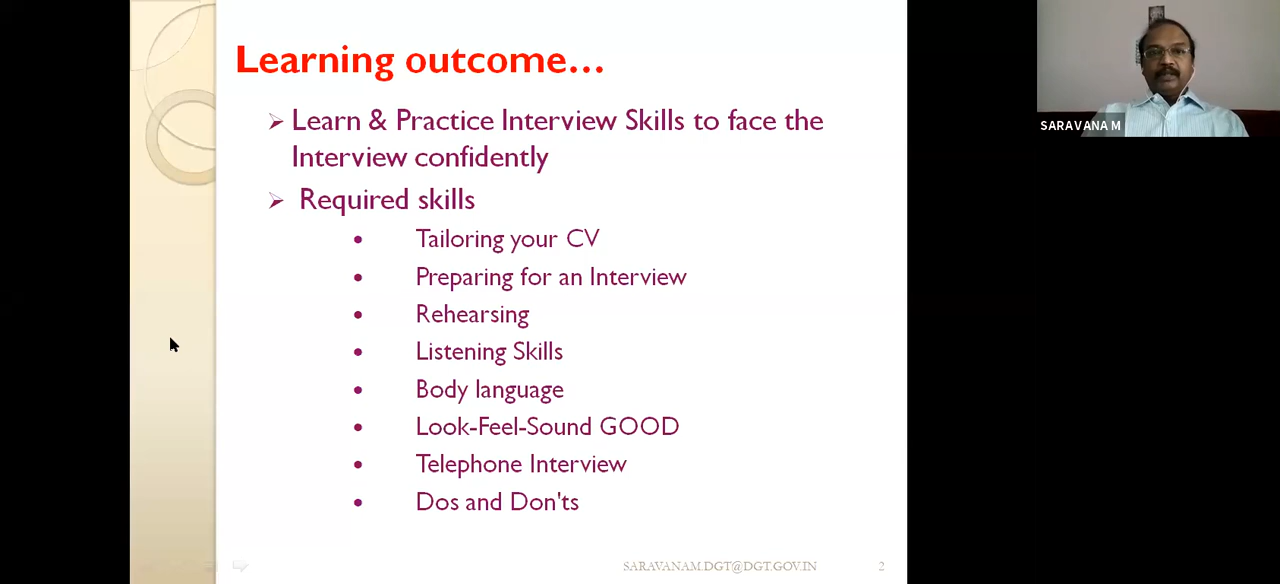 Learning outcome...
➢ Learn & Practice Interview Skills to face the
Interview confidently
➢ Required skills
• Tailoring your CV
• Preparing for an Interview
• Rehearsing
• Listening Skills
• Body language
• Look-Feel-Sound GOOD
• Telephone Interview
• Dos and Don'ts
SARAVANAM.DGT@DGT.GOV.IN 2
SARAVANA M